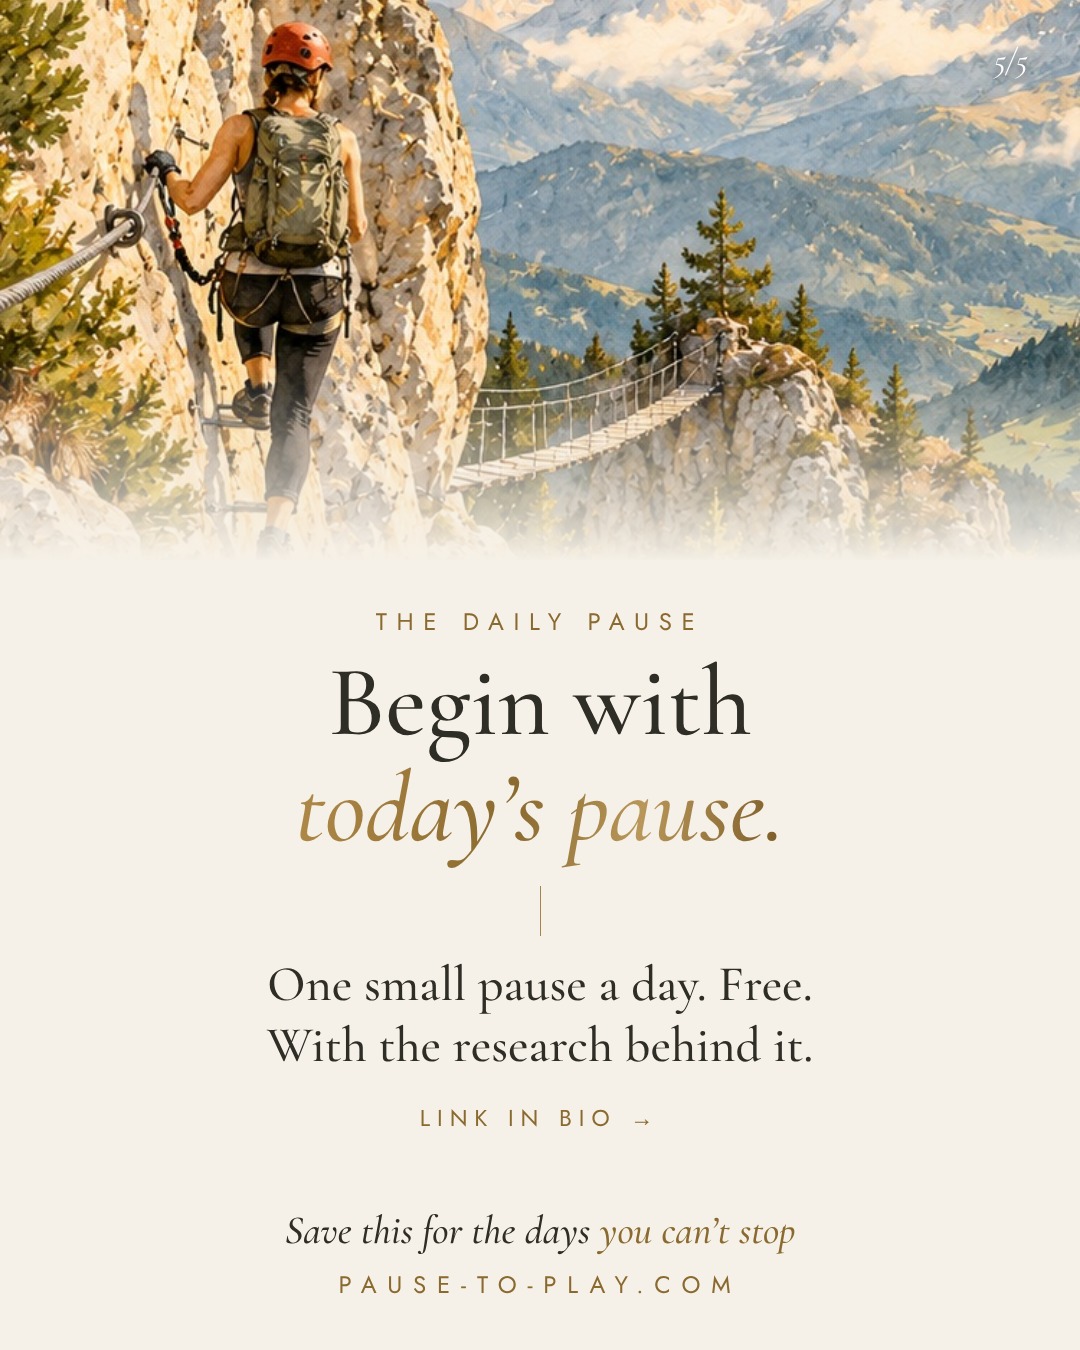 5/5
THE DAILY PAUSE
Begin with
today’s pause.
One small pause a day. Free.
With the research behind it.
LINK IN BIO →
Save this for the days you can’t stop
PAUSE-TO-PLAY.COM